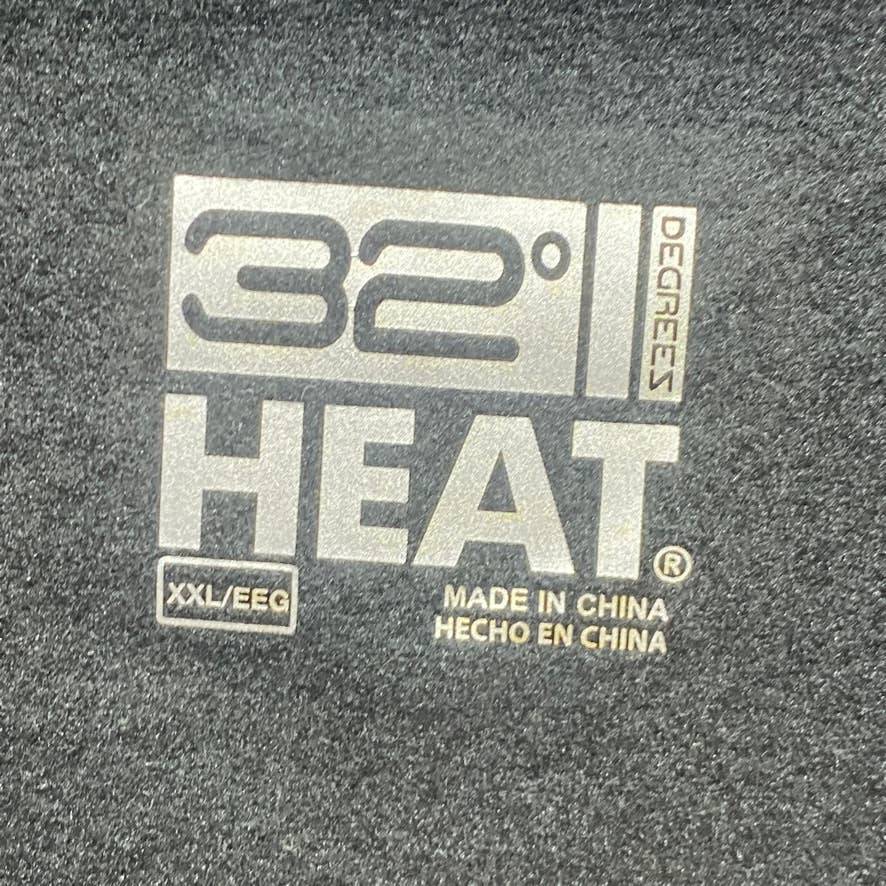 32°
DEGREES
HEAT®
XXL/EEG
MADE IN CHINA
HECHO EN CHINA